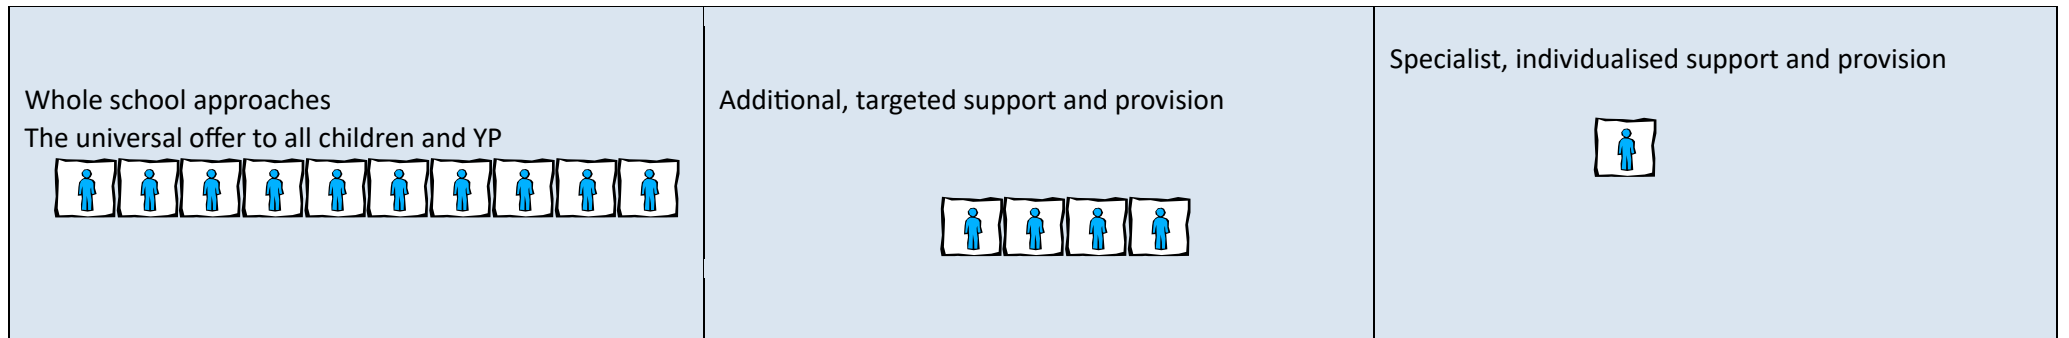 Whole school approaches
The universal offer to all children and YP
Additional, targeted support and provision
Specialist, individualised support and provision